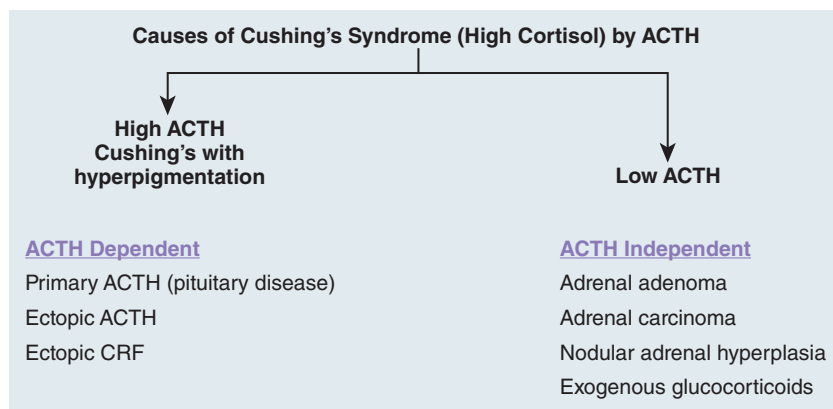 Causes of Cushing's Syndrome (High Cortisol) by ACTH
High ACTH
Cushing's with
hyperpigmentation
Low ACTH
ACTH Dependent
Primary ACTH (pituitary disease)
Ectopic ACTH
Ectopic CRF
ACTH Independent
Adrenal adenoma
Adrenal carcinoma
Nodular adrenal hyperplasia
Exogenous glucocorticoids